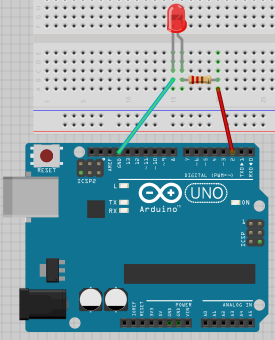 RESET
ICSP2
AREF
GND
13
12
~11
~10
~9
8
7
~6
~5
4
~3
2
TX▶1
RX◀0
DIGITAL (PWM~)
L
TX
RX
UNO
Arduino™
ON
ICSP
1
POWER
ANALOG IN
IOREF
RESET
3V3
5V
GND
GND
VIN
A0
A1
A2
A3
A4
A5